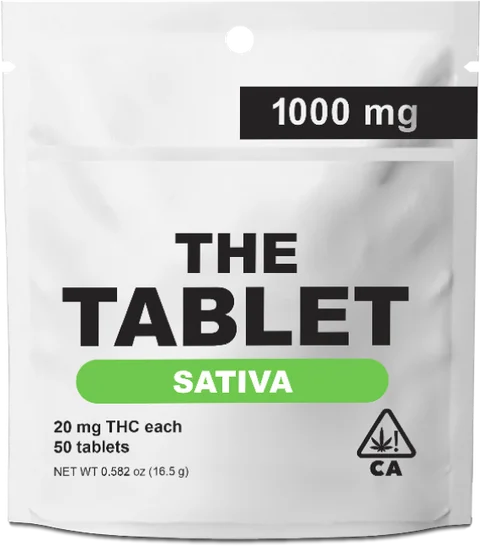 1000 mg
THE
TABLET
SATIVA
20 mg THC each
50 tablets
NET WT 0.582 oz (16.5 g)
!
CA